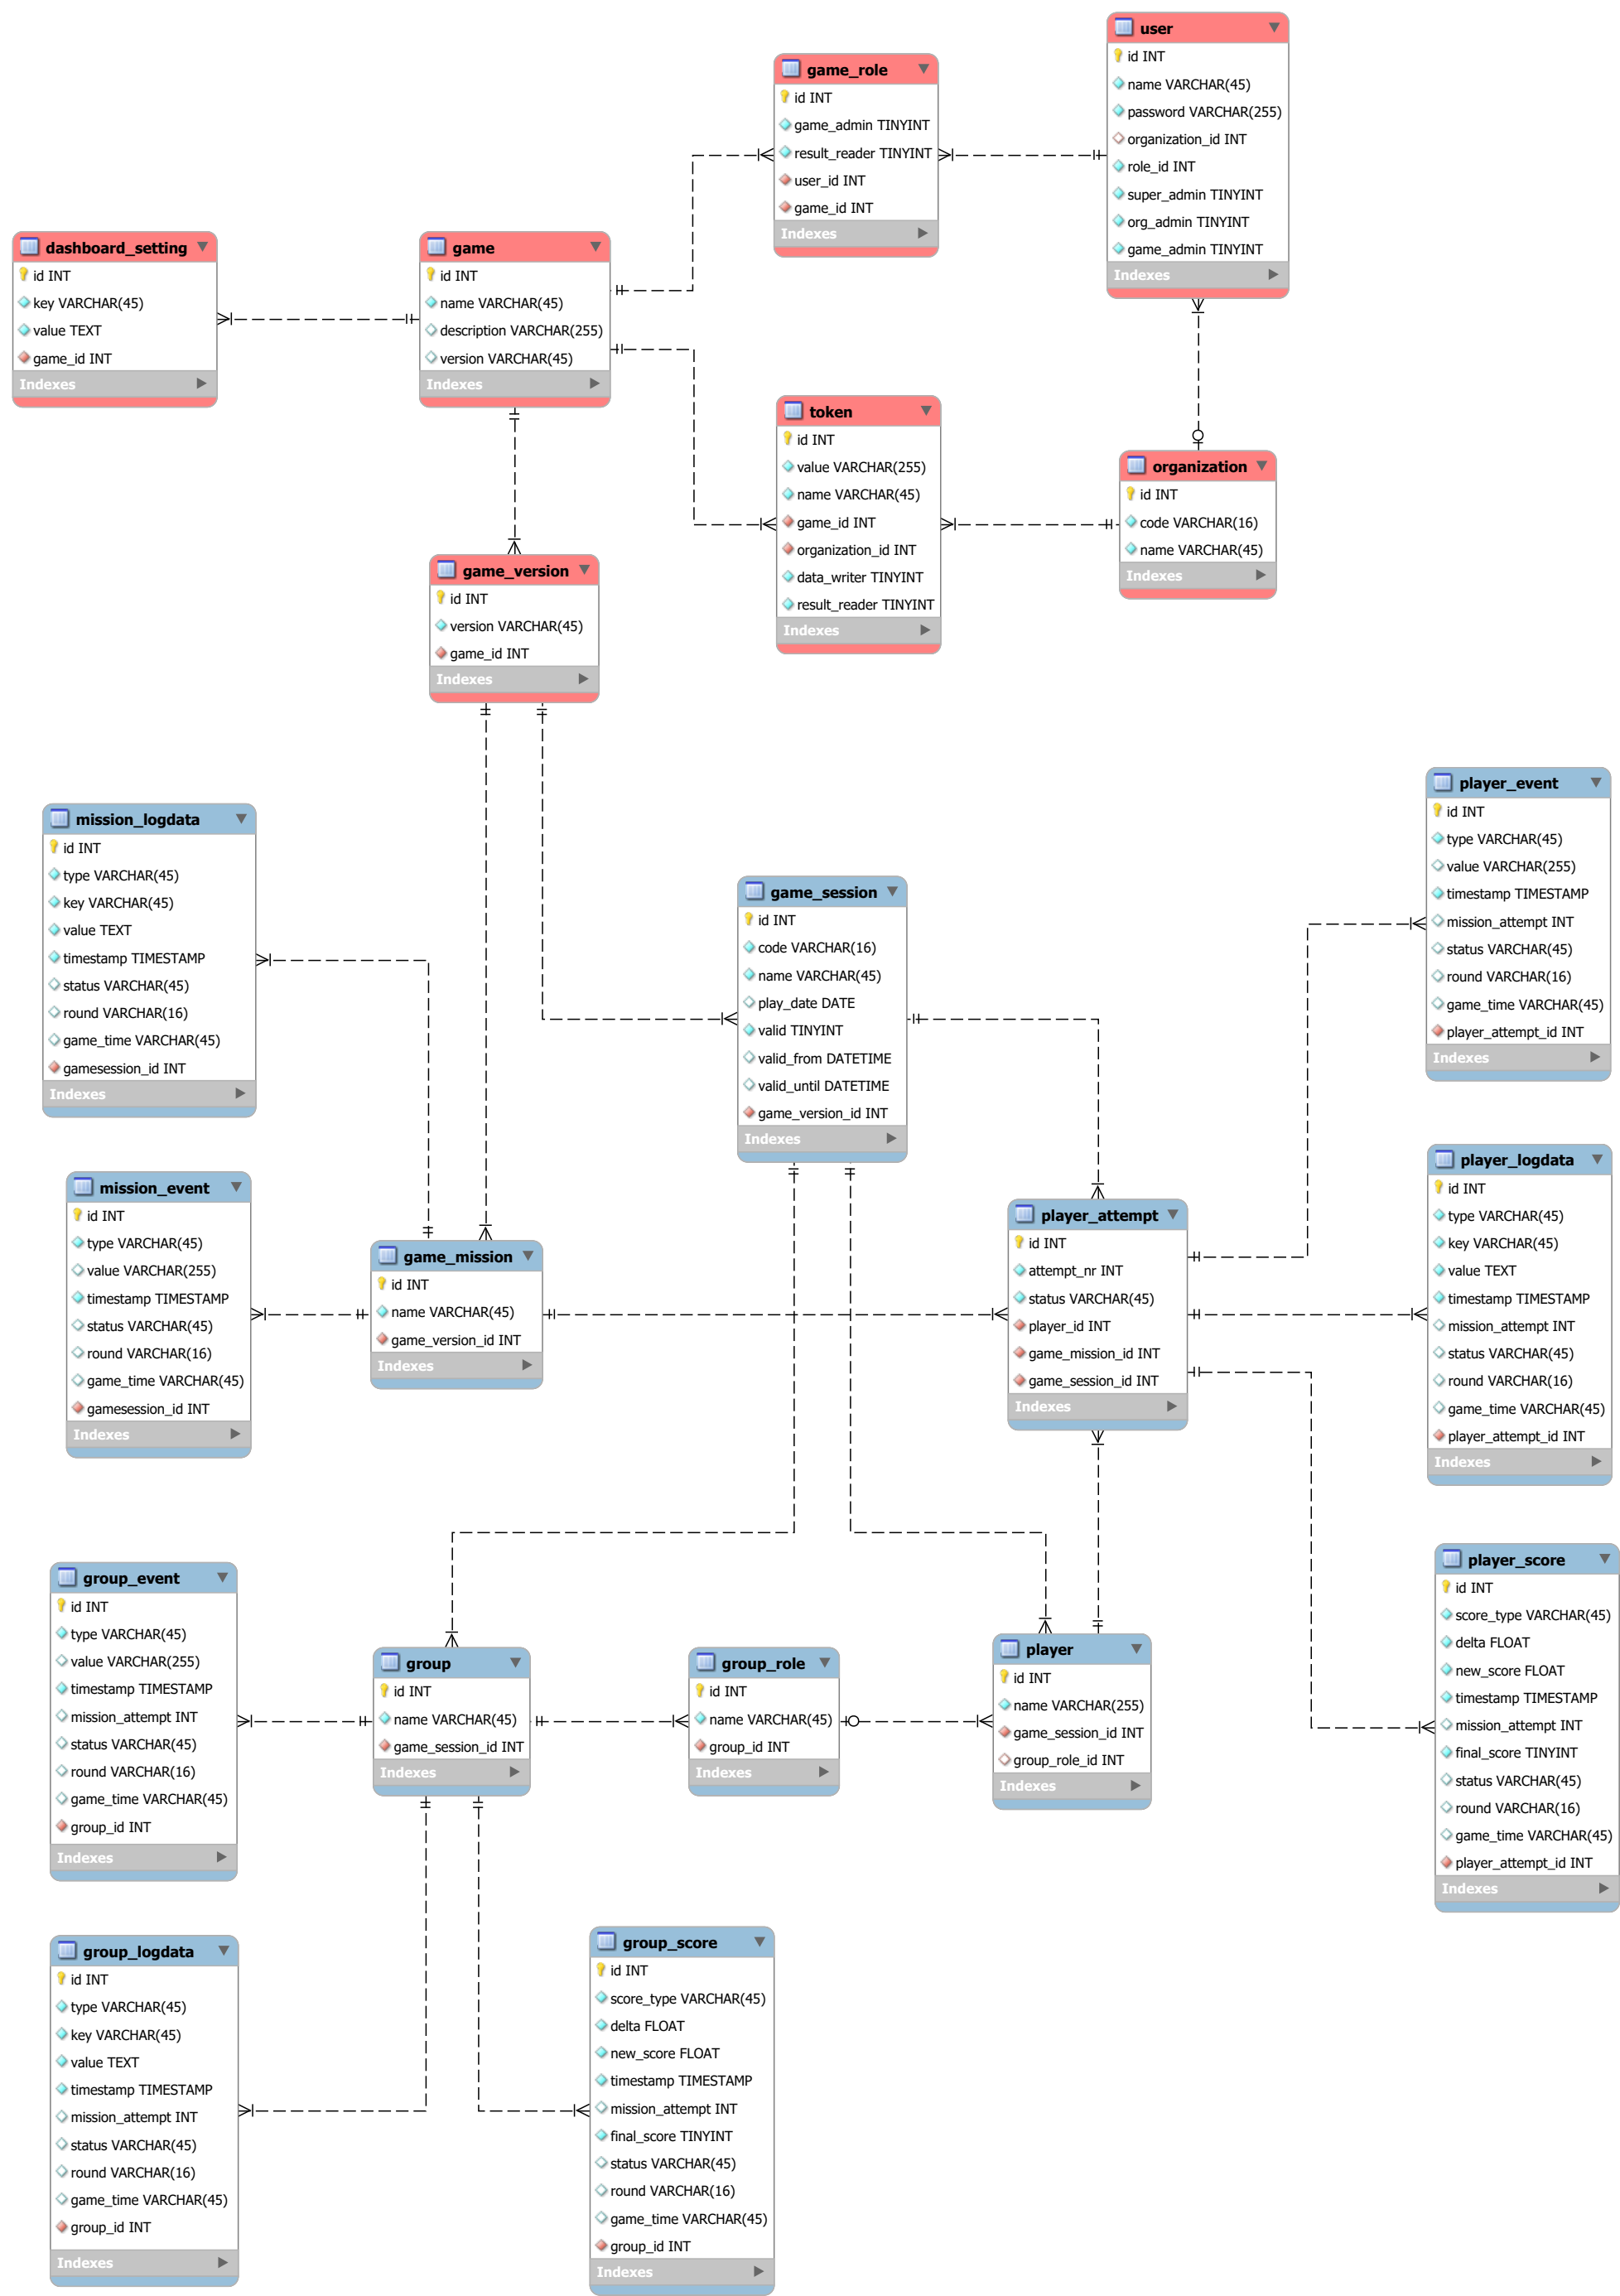 user
id INT
name VARCHAR(45)
password VARCHAR(255)
organization_id INT
role_id INT
super_admin TINYINT
org_admin TINYINT
game_admin TINYINT
Indexes
game_role
id INT
game_admin TINYINT
result_reader TINYINT
user_id INT
game_id INT
Indexes
dashboard_setting
id INT
key VARCHAR(45)
value TEXT
game_id INT
Indexes
game
id INT
name VARCHAR(45)
description VARCHAR(255)
version VARCHAR(45)
Indexes
token
id INT
value VARCHAR(255)
name VARCHAR(45)
game_id INT
organization_id INT
data_writer TINYINT
result_reader TINYINT
Indexes
organization
id INT
code VARCHAR(16)
name VARCHAR(45)
Indexes
game_version
id INT
version VARCHAR(45)
game_id INT
Indexes
mission_logdata
id INT
type VARCHAR(45)
key VARCHAR(45)
value TEXT
timestamp TIMESTAMP
status VARCHAR(45)
round VARCHAR(16)
game_time VARCHAR(45)
gamesession_id INT
Indexes
game_session
id INT
code VARCHAR(16)
name VARCHAR(45)
play_date DATE
valid TINYINT
valid_from DATETIME
valid_until DATETIME
game_version_id INT
Indexes
player_event
id INT
type VARCHAR(45)
value VARCHAR(255)
timestamp TIMESTAMP
mission_attempt INT
status VARCHAR(45)
round VARCHAR(16)
game_time VARCHAR(45)
player_attempt_id INT
Indexes
mission_event
id INT
type VARCHAR(45)
value VARCHAR(255)
timestamp TIMESTAMP
status VARCHAR(45)
round VARCHAR(16)
game_time VARCHAR(45)
gamesession_id INT
Indexes
game_mission
id INT
name VARCHAR(45)
game_version_id INT
Indexes
player_attempt
id INT
attempt_nr INT
status VARCHAR(45)
player_id INT
game_mission_id INT
game_session_id INT
Indexes
player_logdata
id INT
type VARCHAR(45)
key VARCHAR(45)
value TEXT
timestamp TIMESTAMP
mission_attempt INT
status VARCHAR(45)
round VARCHAR(16)
game_time VARCHAR(45)
player_attempt_id INT
Indexes
group_event
id INT
type VARCHAR(45)
value VARCHAR(255)
timestamp TIMESTAMP
mission_attempt INT
status VARCHAR(45)
round VARCHAR(16)
game_time VARCHAR(45)
group_id INT
Indexes
group
id INT
name VARCHAR(45)
game_session_id INT
Indexes
group_role
id INT
name VARCHAR(45)
group_id INT
Indexes
player
id INT
name VARCHAR(255)
game_session_id INT
group_role_id INT
Indexes
player_score
id INT
score_type VARCHAR(45)
delta FLOAT
new_score FLOAT
timestamp TIMESTAMP
mission_attempt INT
final_score TINYINT
status VARCHAR(45)
round VARCHAR(16)
game_time VARCHAR(45)
player_attempt_id INT
Indexes
group_logdata
id INT
type VARCHAR(45)
key VARCHAR(45)
value TEXT
timestamp TIMESTAMP
mission_attempt INT
status VARCHAR(45)
round VARCHAR(16)
game_time VARCHAR(45)
group_id INT
Indexes
group_score
id INT
score_type VARCHAR(45)
delta FLOAT
new_score FLOAT
timestamp TIMESTAMP
mission_attempt INT
final_score TINYINT
status VARCHAR(45)
round VARCHAR(16)
game_time VARCHAR(45)
group_id INT
Indexes